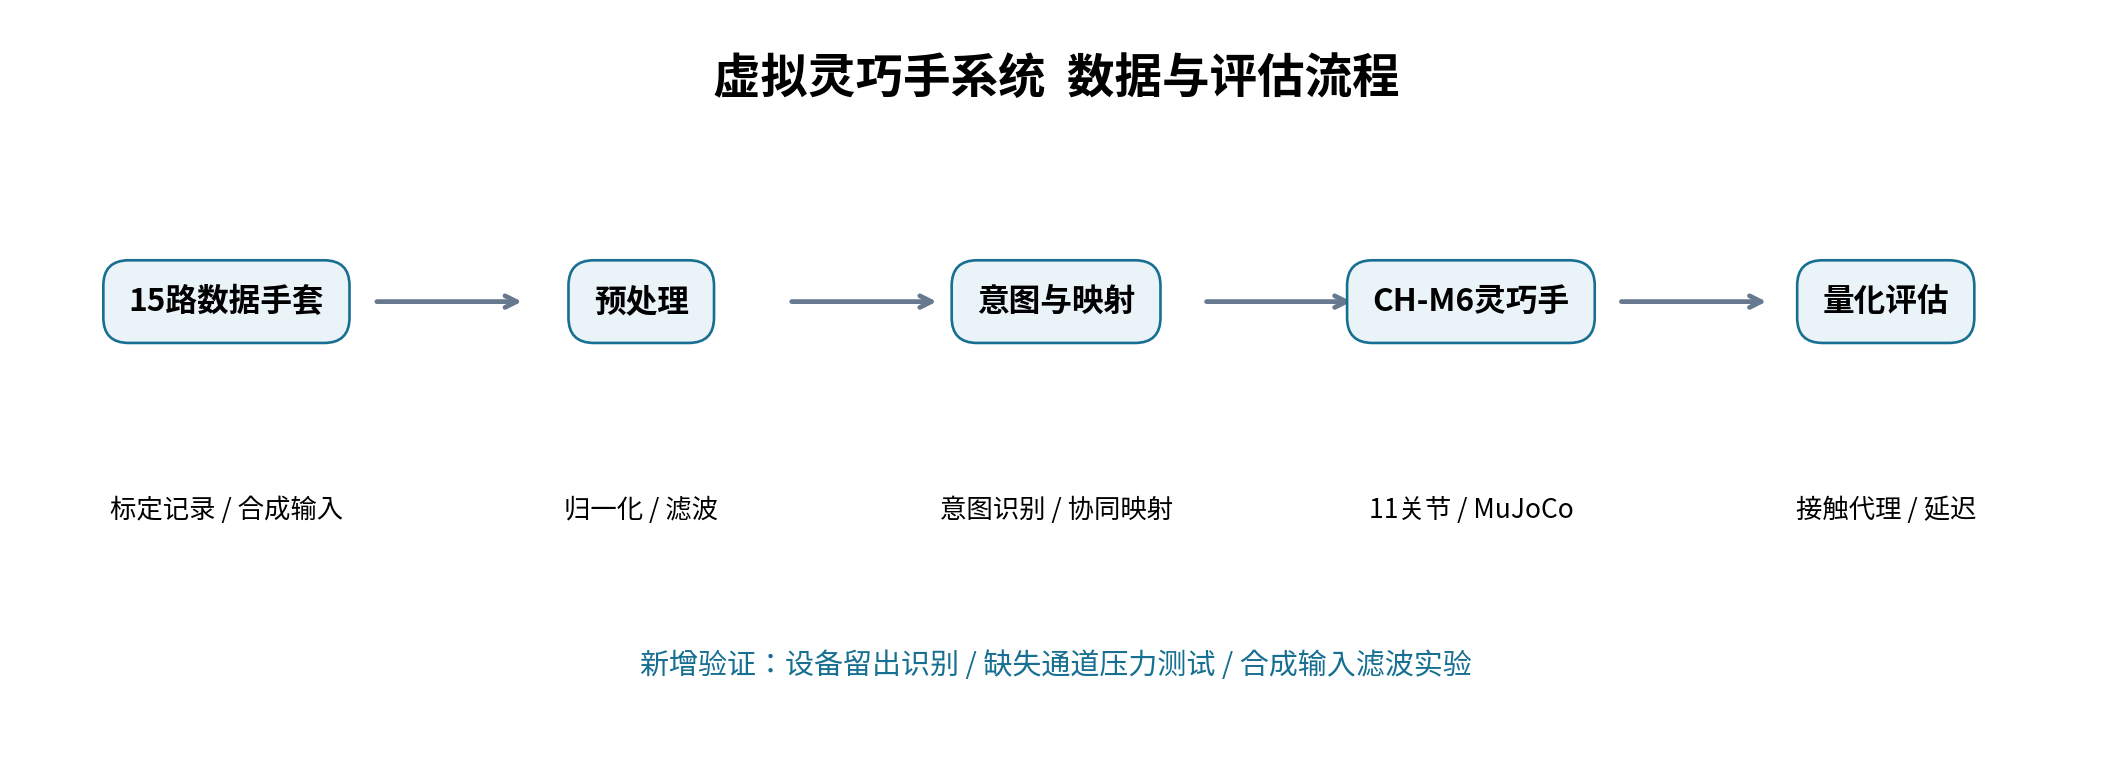 虚拟灵巧手系统 数据与评估流程
15路数据手套
预处理
意图与映射
CH-M6灵巧手
量化评估
标定记录 / 合成输入
归一化 / 滤波
意图识别 / 协同映射
11关节 / MuJoCo
接触代理 / 延迟
新增验证：设备留出识别 / 缺失通道压力测试 / 合成输入滤波实验